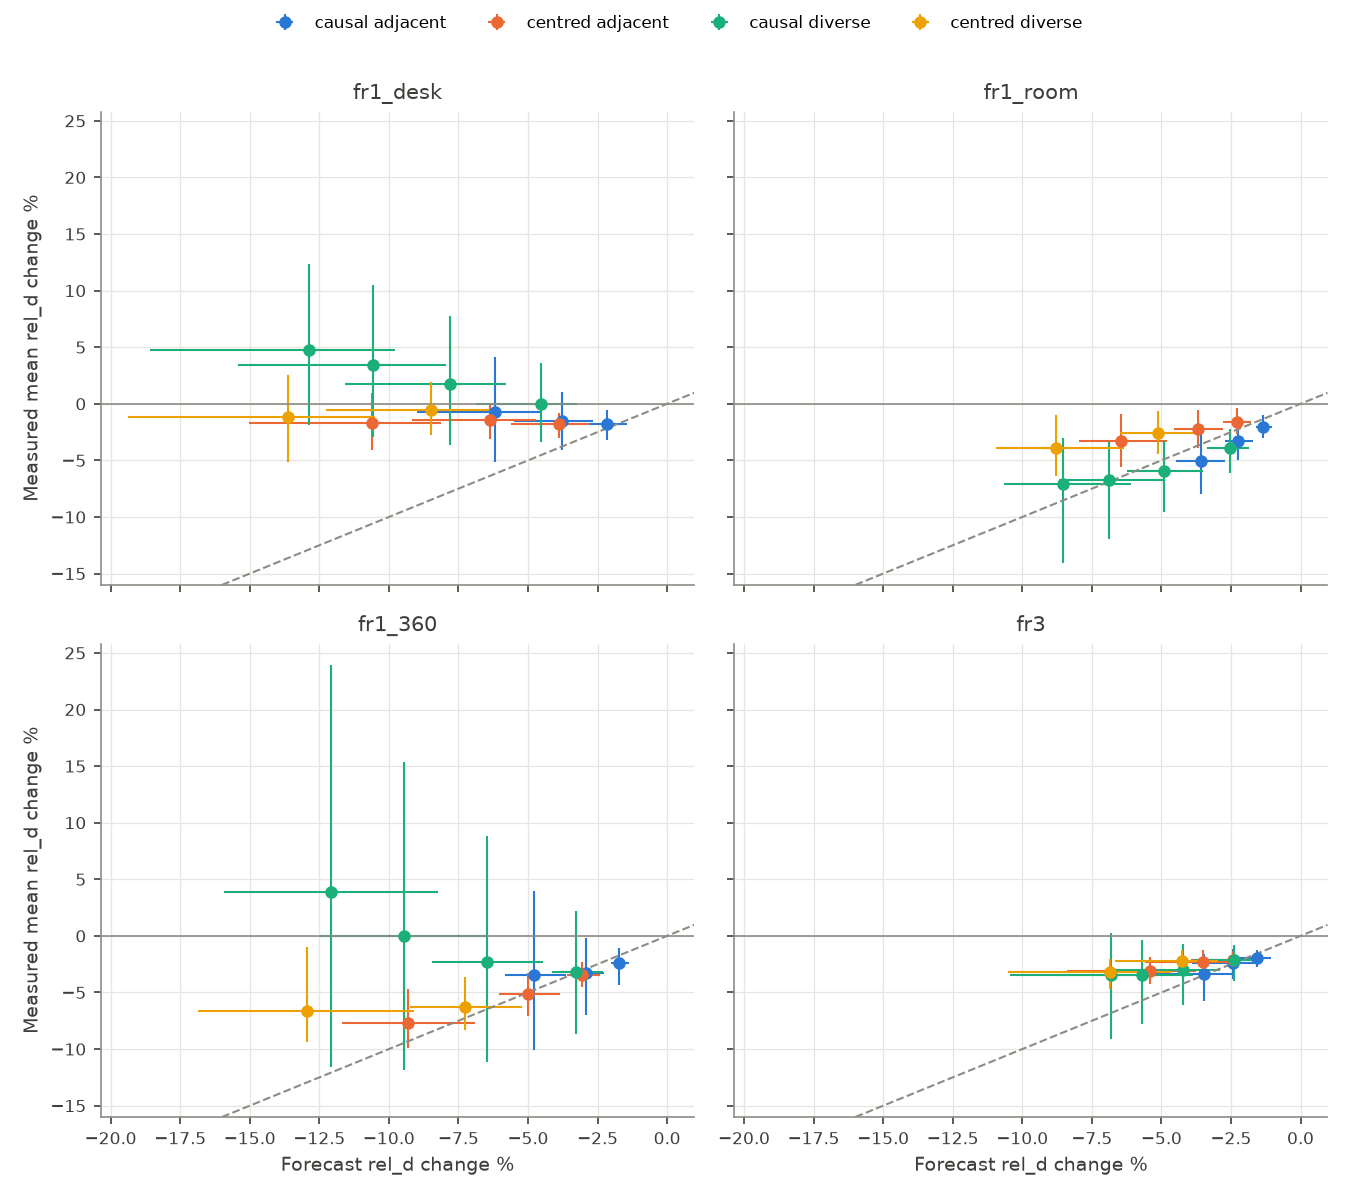 causal adjacent centred adjacent causal diverse centred diverse
fr1_desk fr1_room
25
20
15
10
5
0
−5
−10
−15
Measured mean rel_d change %
fr1_360 fr3
25
20
15
10
5
0
−5
−10
−15
Measured mean rel_d change %
−20.0 −17.5 −15.0 −12.5 −10.0 −7.5 −5.0 −2.5 0.0 −20.0 −17.5 −15.0 −12.5 −10.0 −7.5 −5.0 −2.5 0.0
Forecast rel_d change % Forecast rel_d change %